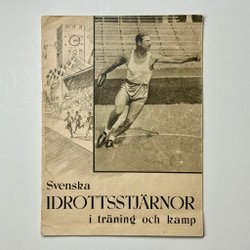 Svenska
IDROTTSSTJÄRNOR
i träning och kamp